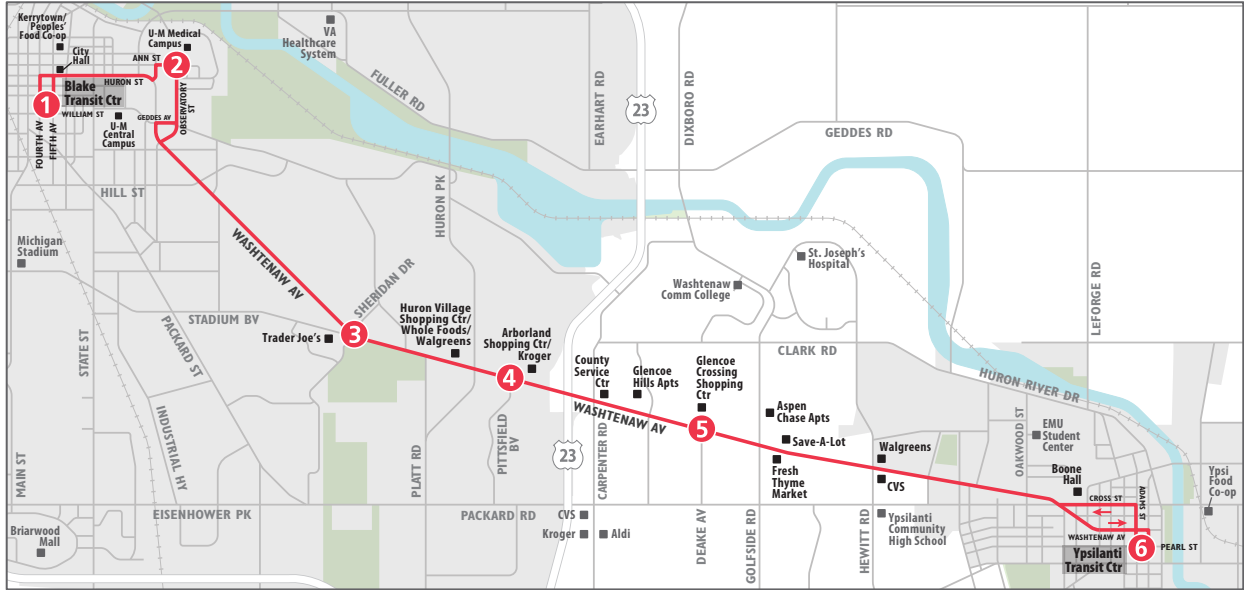 Kerrytown/
Peoples'
Food Co-op
City
Hall
U-M Medical
Campus
ANN ST
2
HURON ST
Blake
Transit Ctr
1
WILLIAM ST
FOURTH AV
FIFTH AV
U-M
Central
Campus
GEDDES AV
OBSERVATORY
ST
VA
Healthcare
System
FULLER RD
EARHART RD
23
DIXBORO RD
GEDDES RD
HILL ST
HURON PK
Michigan
Stadium
WASHTENAW AV
SHERIDAN DR
STADIUM BV
Trader Joe's
3
Huron Village
Shopping Ctr/
Whole Foods/
Walgreens
Arborland
Shopping Ctr/
Kroger
4
STATE ST
PACKARD ST
INDUSTRIAL HY
MAIN ST
Briarwood
Mall
EISENHOWER PK
PLATT RD
PITTSFIELD
BV
PACKARD RD
23
County
Service
Ctr
CARPENTER RD
Glencoe
Hills Apts
WASHTENAW AV
Glencoe
Crossing
Shopping
Ctr
5
Washtenaw
Comm College
St. Joseph's
Hospital
CLARK RD
Aspen
Chase Apts
Save-A-Lot
Fresh
Thyme
Market
Walgreens
CVS
CVS
Kroger
Aldi
DEAKE AV
GOLFSIDE RD
HEWITT RD
Ypsilanti
Community
High School
LEFORGE RD
HURON RIVER DR
OAKWOOD ST
EMU
Student
Center
Boone
Hall
CROSS ST
ADAMS ST
WASHTENAW AV
6
PEARL ST
Ypsilanti
Transit Ctr
Ypsi
Food
Co-op